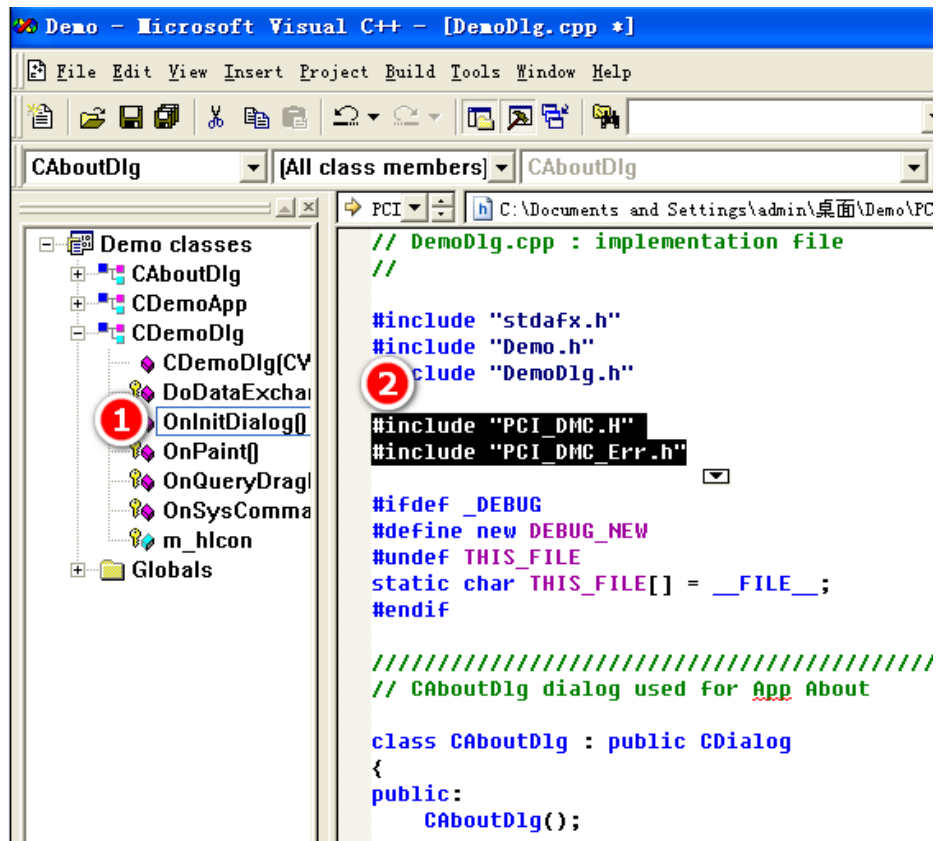 Demo - Microsoft Visual C++ - [DemoDlg.cpp *]
File Edit View Insert Project Build Tools Window Help
CAboutDlg [All class members] CAboutDlg
PCI C:\Documents and Settings\admin\桌面\Demo\PC
Demo classes
CAboutDlg
CDemoApp
CDemoDlg
CDemoDlg(CW
DoDataExchai
1 OnInitDialog()
OnPaint()
OnQueryDragI
OnSysComma
m_hIcon
Globals
// DemoDlg.cpp : implementation file
//
#include "stdafx.h"
#include "Demo.h"
2 clude "DemoDlg.h"
#include "PCI_DMC.H"
#include "PCI_DMC_Err.h"
#ifdef _DEBUG
#define new DEBUG_NEW
#undef THIS_FILE
static char THIS_FILE[] = __FILE__;
#endif
///////////////////////////////////////////
// CAboutDlg dialog used for App About
class CAboutDlg : public CDialog
{
public:
CAboutDlg();